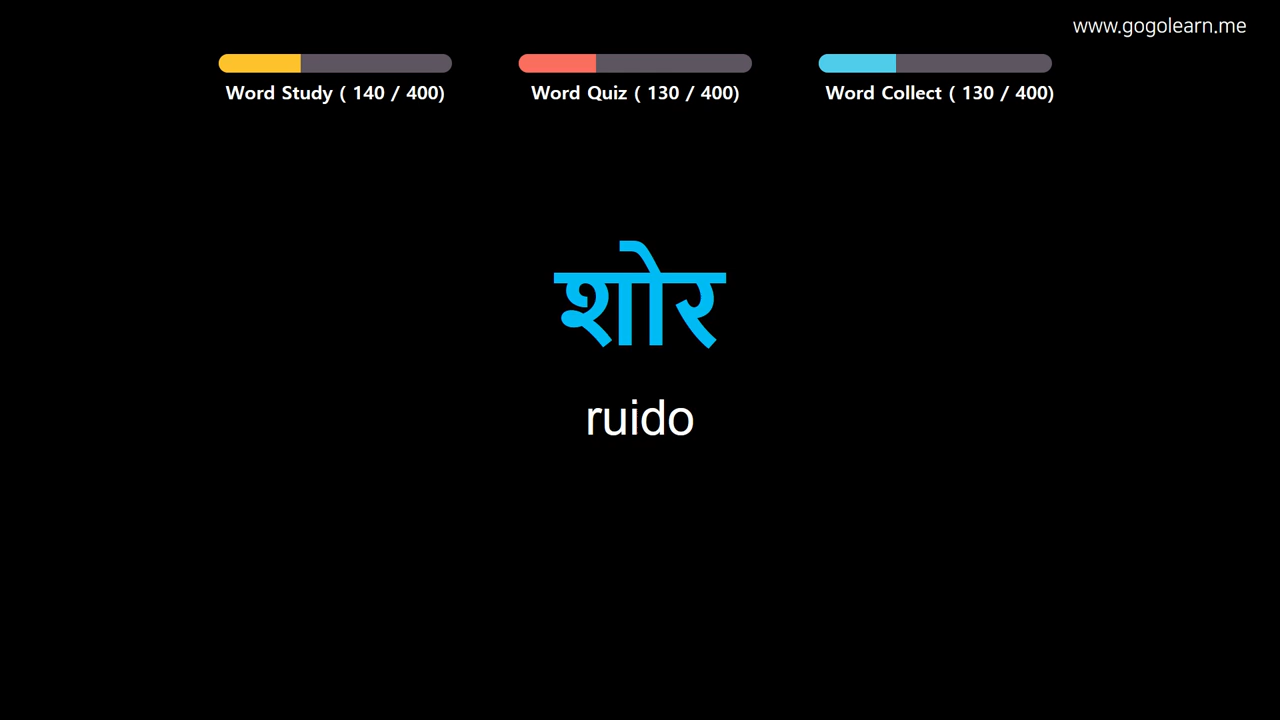 www.gogolearn.me
Word Study ( 140 / 400)
Word Quiz ( 130 / 400)
Word Collect ( 130 / 400)
शोर
ruido